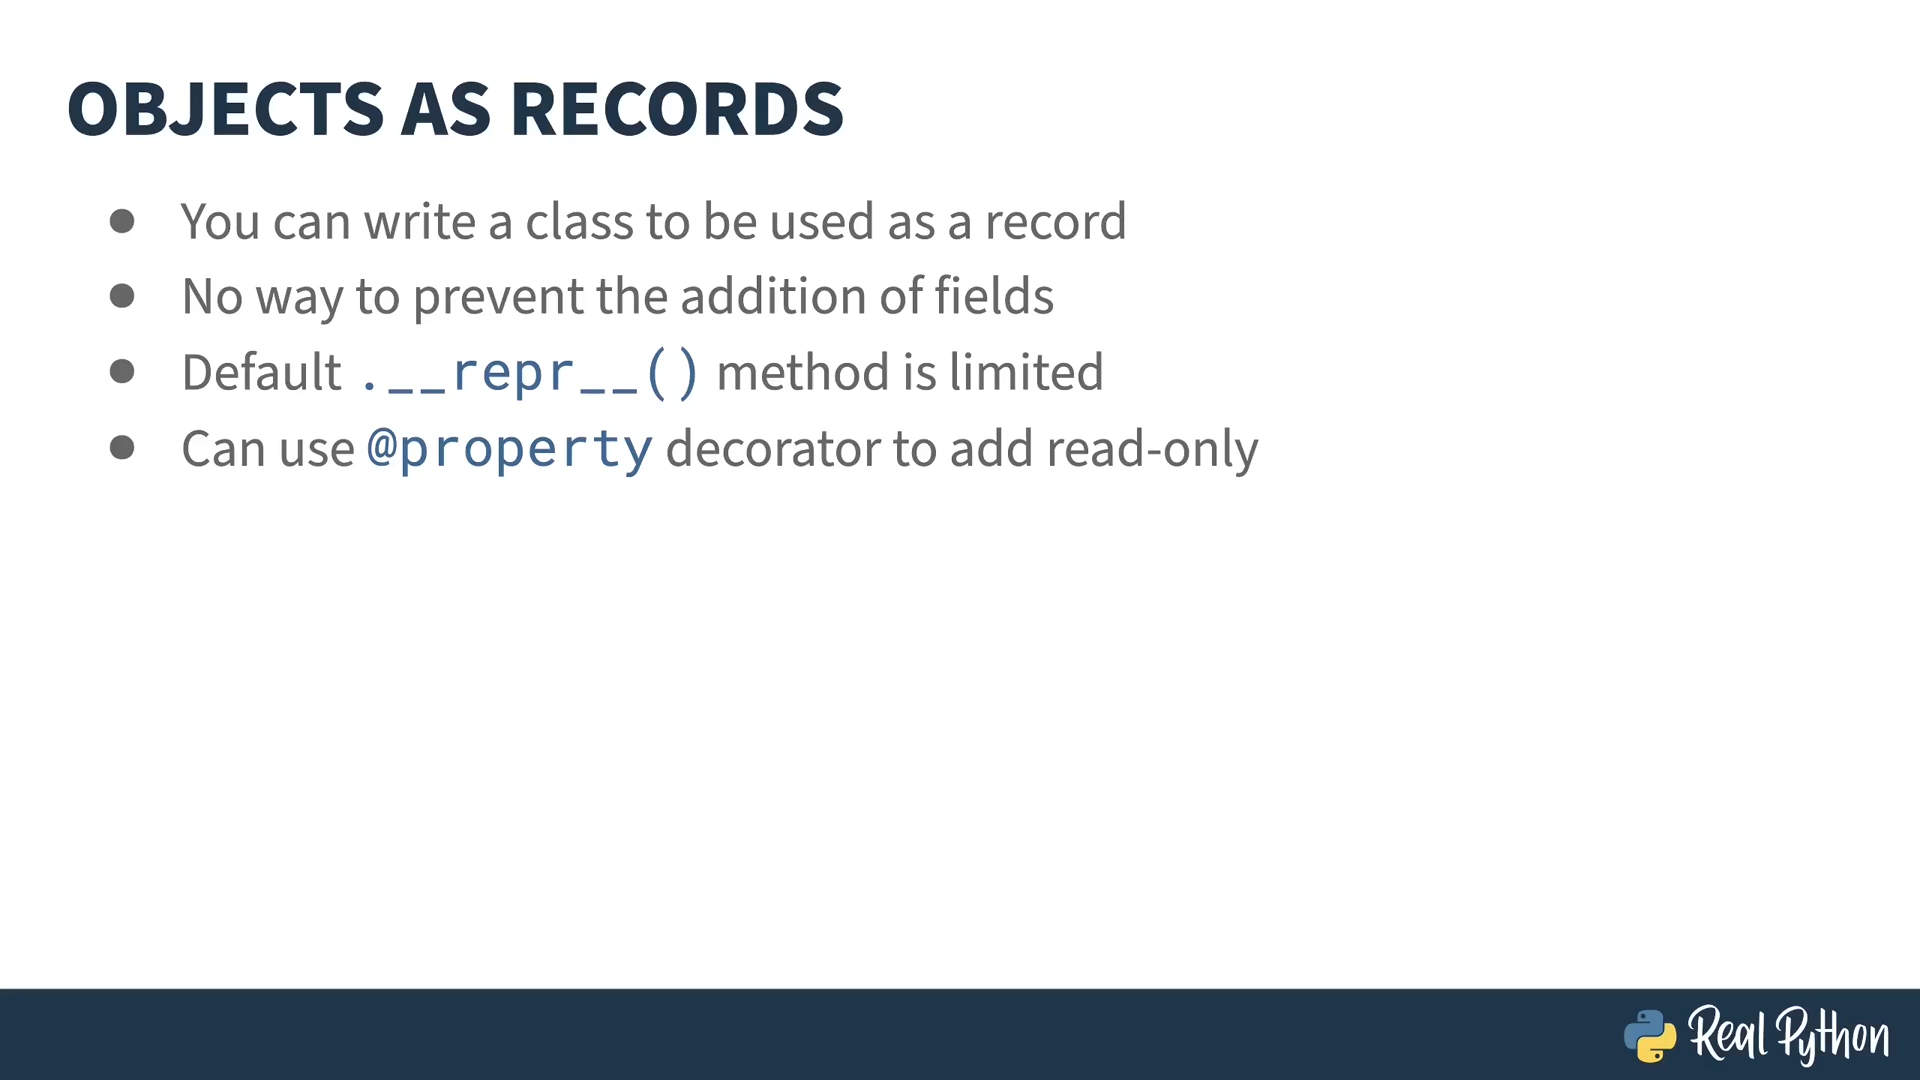 OBJECTS AS RECORDS
● You can write a class to be used as a record
● No way to prevent the addition of fields
● Default .__repr__() method is limited
● Can use @property decorator to add read-only
Real Python